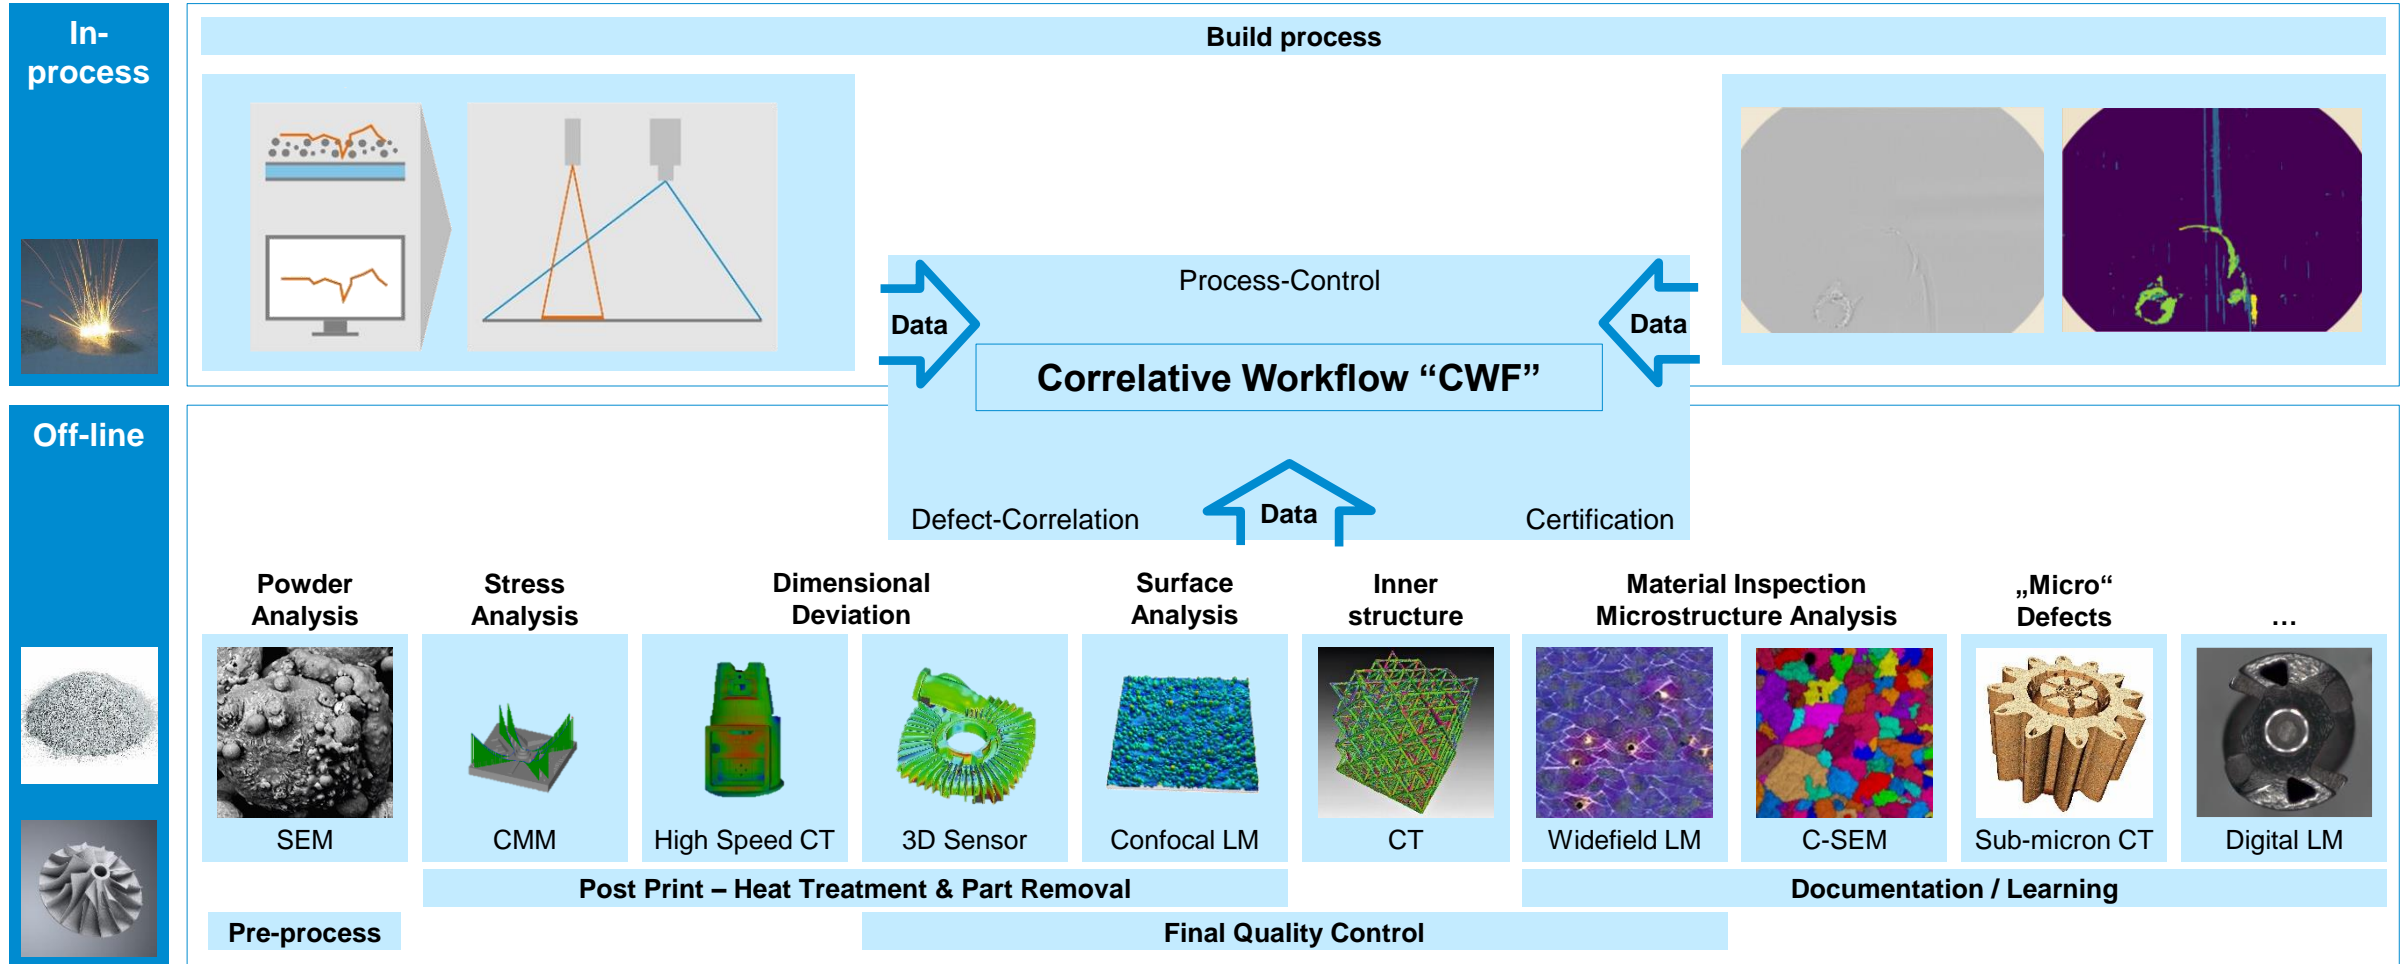 In-
process
Build process
Process-Control
Data
Data
Correlative Workflow “CWF”
Off-line
Data
Defect-Correlation
Certification
Powder
Analysis
Stress
Analysis
Dimensional
Deviation
Surface
Analysis
Inner
structure
Material Inspection
Microstructure Analysis
„Micro“
Defects
…
SEM
CMM
High Speed CT
3D Sensor
Confocal LM
CT
Widefield LM
C-SEM
Sub-micron CT
Digital LM
Post Print – Heat Treatment & Part Removal
Documentation / Learning
Pre-process
Final Quality Control